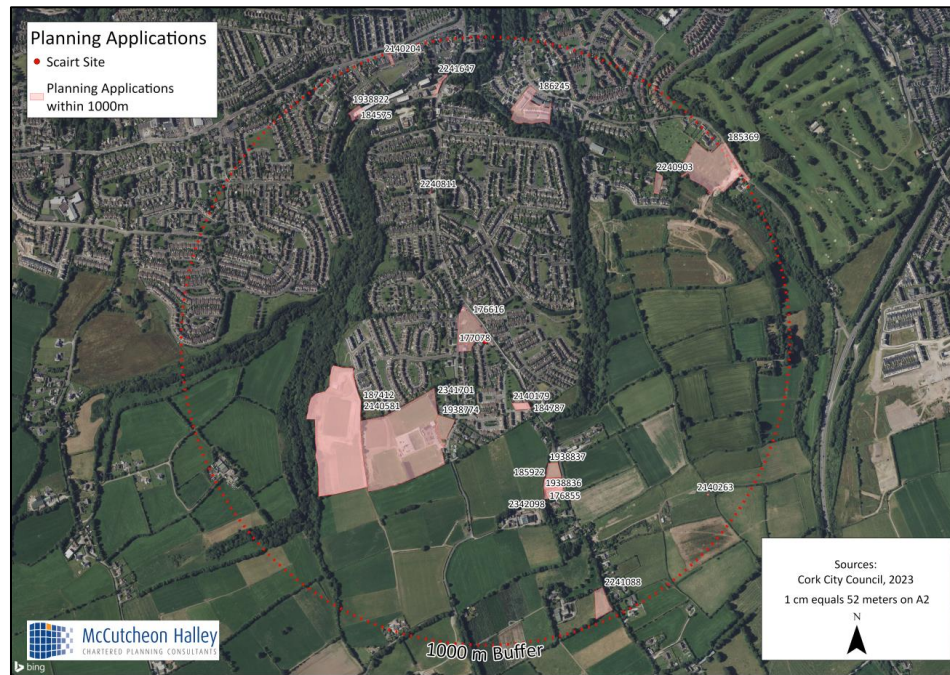 Planning Applications
Scairt Site
Planning Applications
within 1000m
2140204
2241647
1938822
184575
186245
185369
2240903
2240811
176616
177078
187412
2140581
2341701
1938774
2140179
184787
1938837
185922
1938836
176855
2342098
2140263
2241088
1000 m Buffer
Sources:
Cork City Council, 2023
1 cm equals 52 meters on A2
N
McCutcheon Halley
CHARTERED PLANNING CONSULTANTS
bing